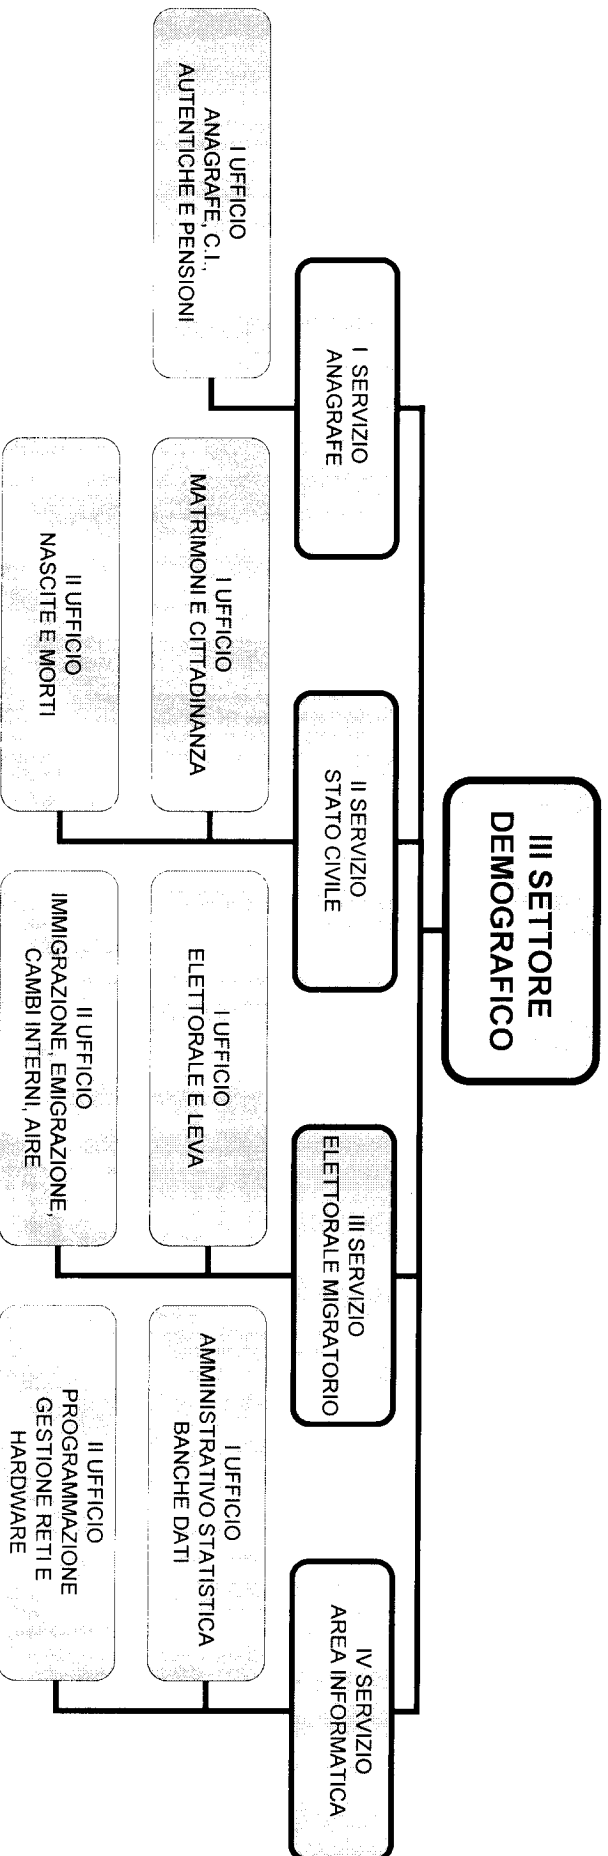 III SETTORE
DEMOGRAFICO
I SERVIZIO
ANAGRAFE
I UFFICIO
ANAGRAFE, C.I.,
AUTENTICHE E PENSIONI
II SERVIZIO
STATO CIVILE
I UFFICIO
MATRIMONI E CITTADINANZA
II UFFICIO
NASCITE E MORTI
III SERVIZIO
ELETTORALE MIGRATORIO
I UFFICIO
ELETTORALE E LEVA
II UFFICIO
IMMIGRAZIONE, EMIGRAZIONE,
CAMBI INTERNI, AIRE
IV SERVIZIO
AREA INFORMATICA
I UFFICIO
AMMINISTRATIVO STATISTICA
BANCHE DATI
II UFFICIO
PROGRAMMAZIONE
GESTIONE RETI E
HARDWARE